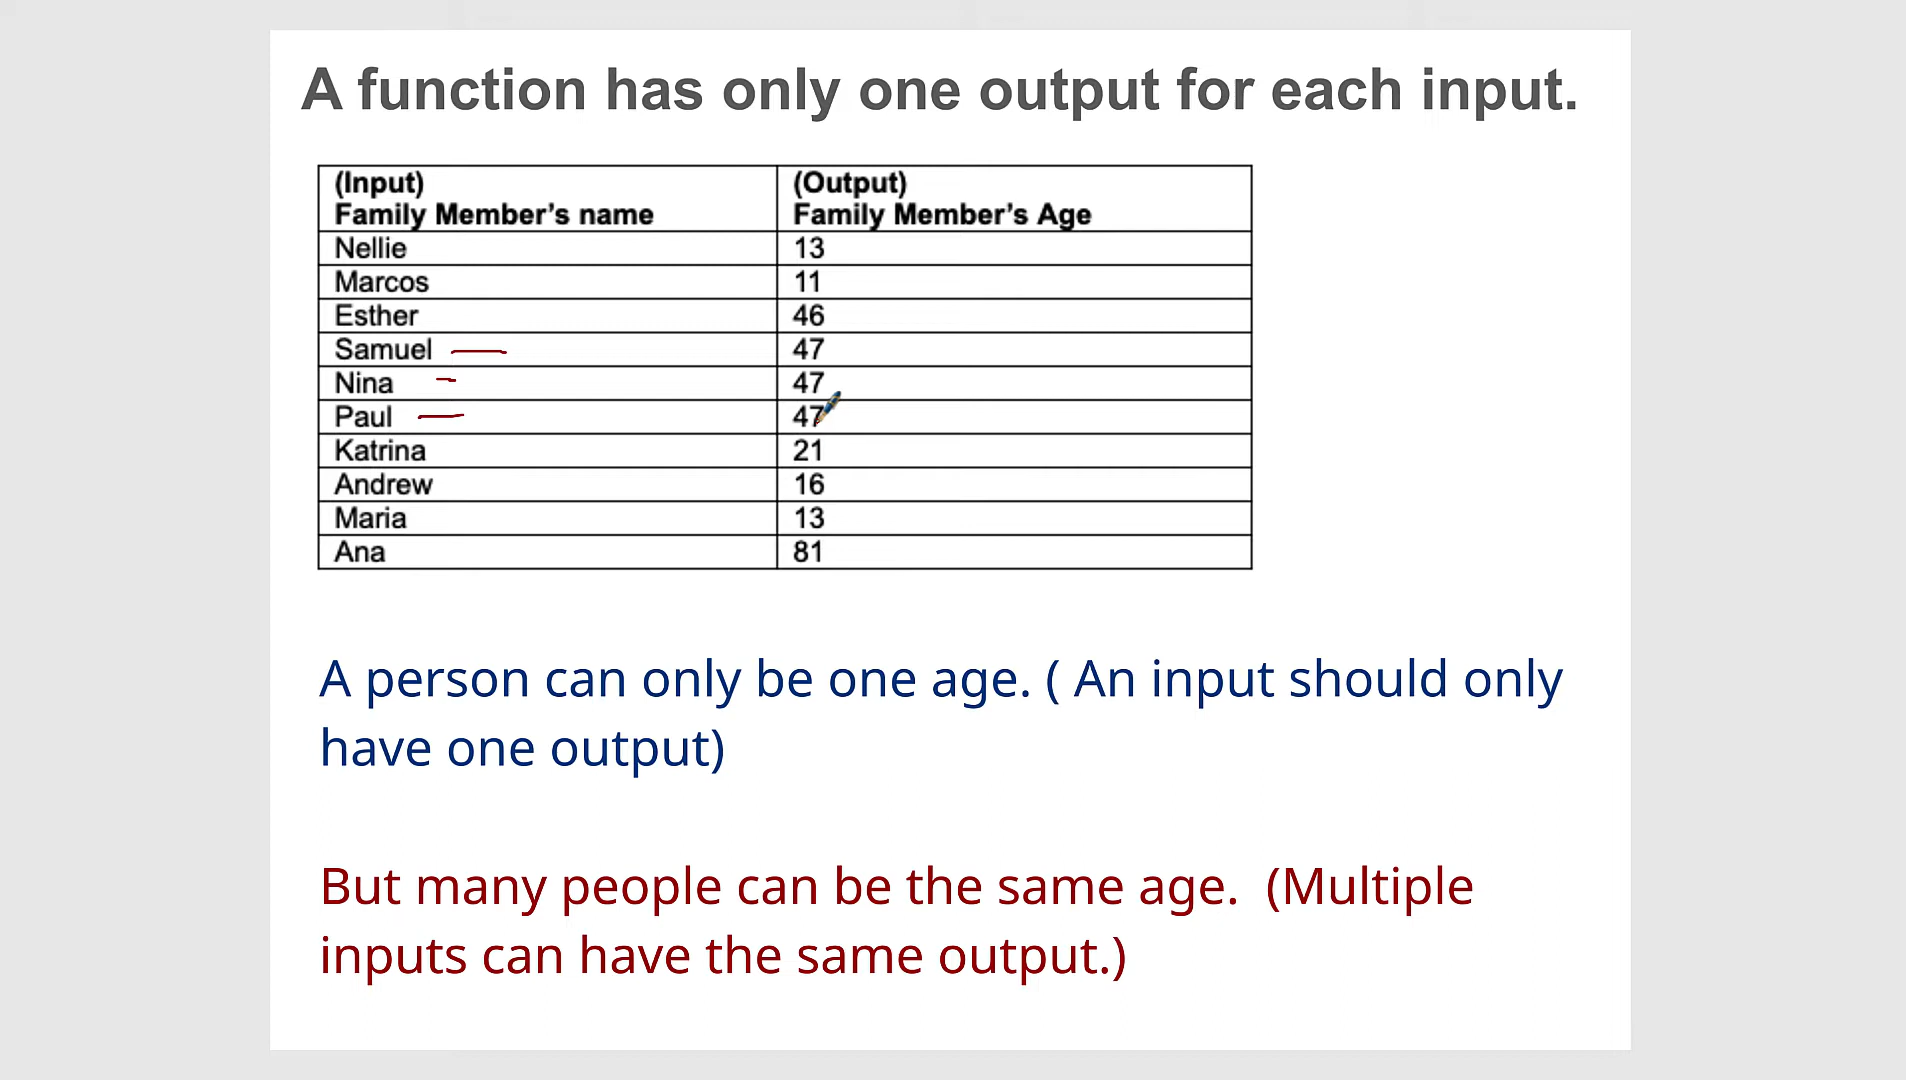 A function has only one output for each input.
(Input) (Output)
Family Member’s name Family Member’s Age
Nellie 13
Marcos 11
Esther 46
Samuel 47
Nina 47
Paul 47
Katrina 21
Andrew 16
Maria 13
Ana 81
A person can only be one age. ( An input should only
have one output)
But many people can be the same age.  (Multiple
inputs can have the same output.)